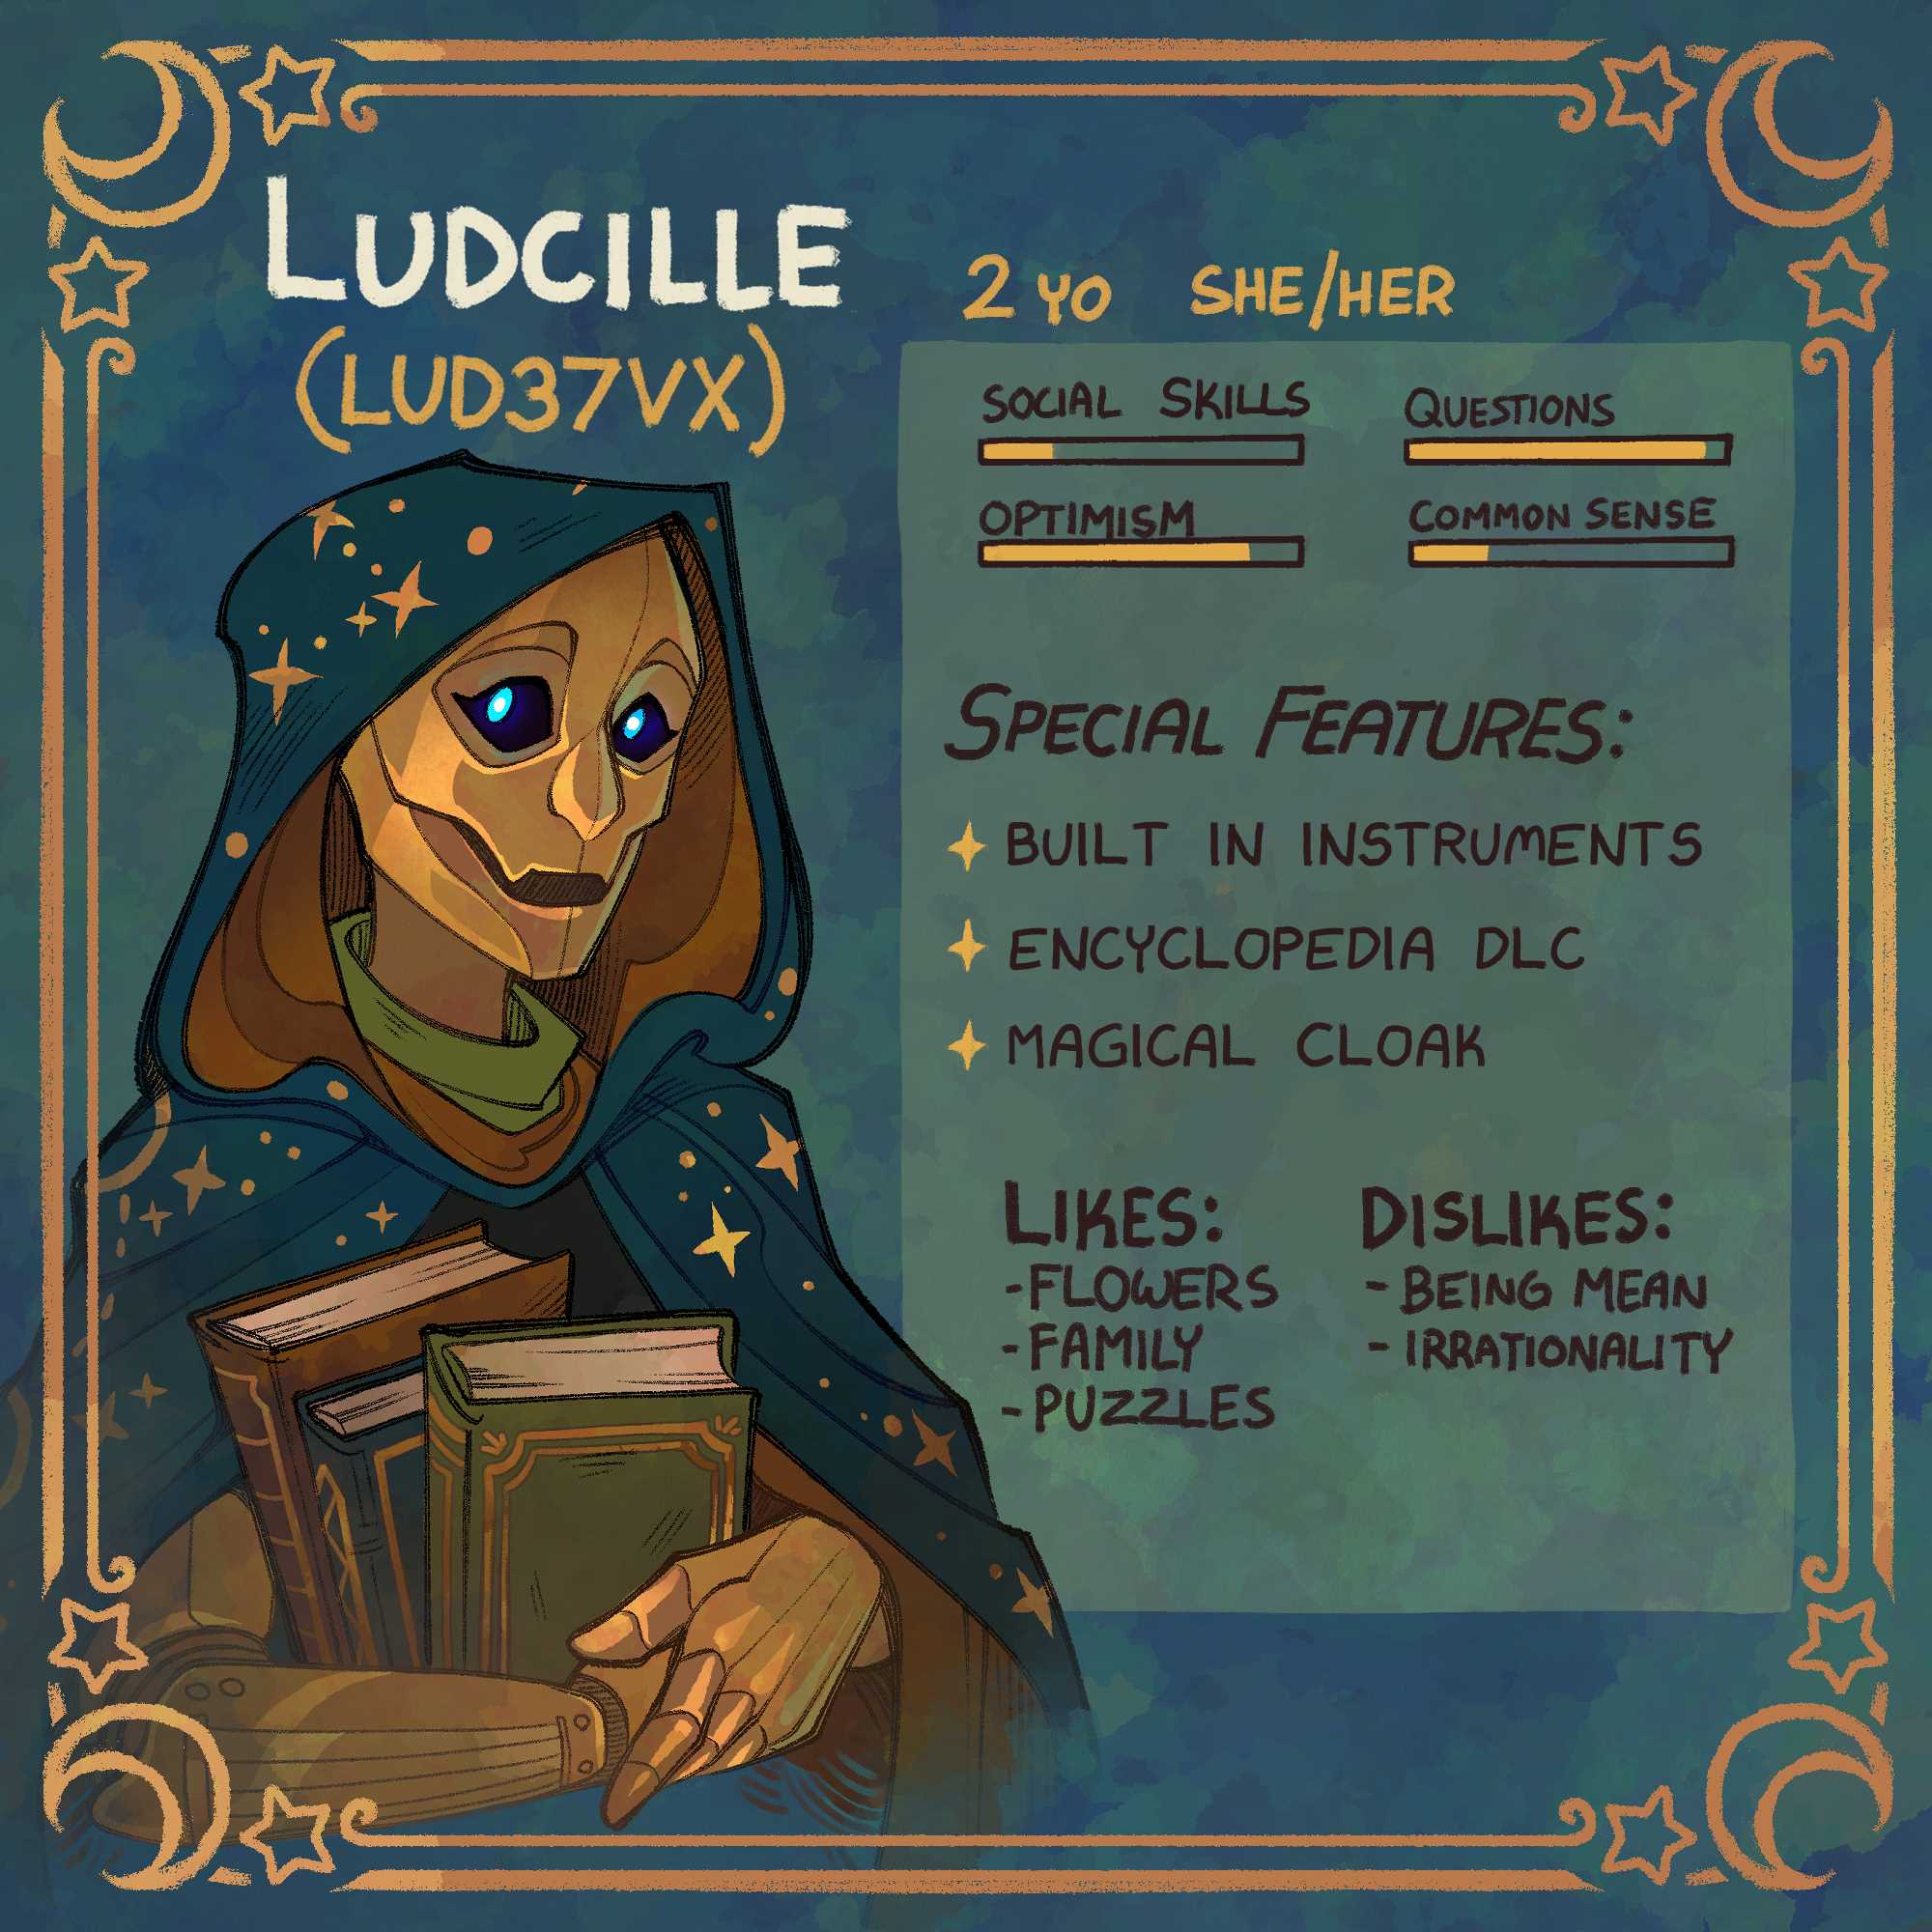 LUDCILLE
(LUD37VX)
2 YO SHE/HER
SOCIAL SKILLS
QUESTIONS
OPTIMISM
COMMON SENSE
SPECIAL FEATURES:
BUILT IN INSTRUMENTS
ENCYCLOPEDIA DLC
MAGICAL CLOAK
LIKES:
-FLOWERS
-FAMILY
-PUZZLES
DISLIKES:
- BEING MEAN
- IRRATIONALITY